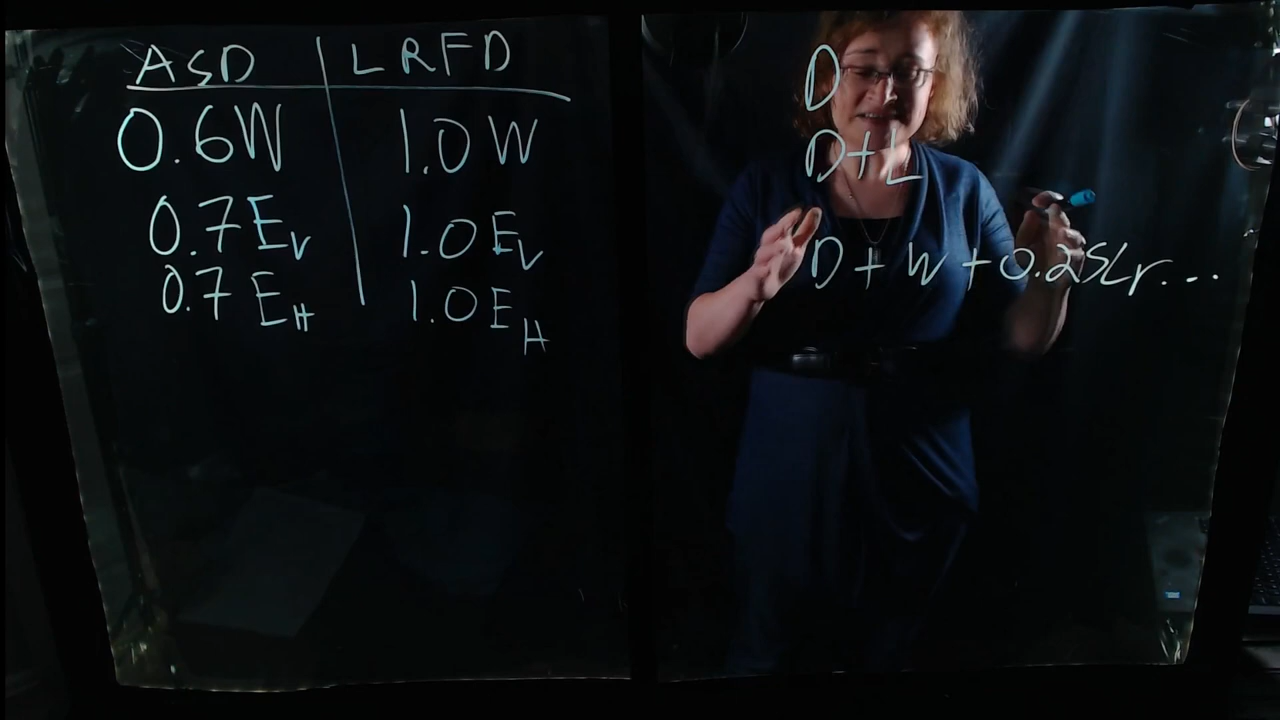 ASD LRFD
0.6W 1.0W
0.7Ev 1.0Ev
0.7EH 1.0EH
D
D+L
D+W+0.25Lr...